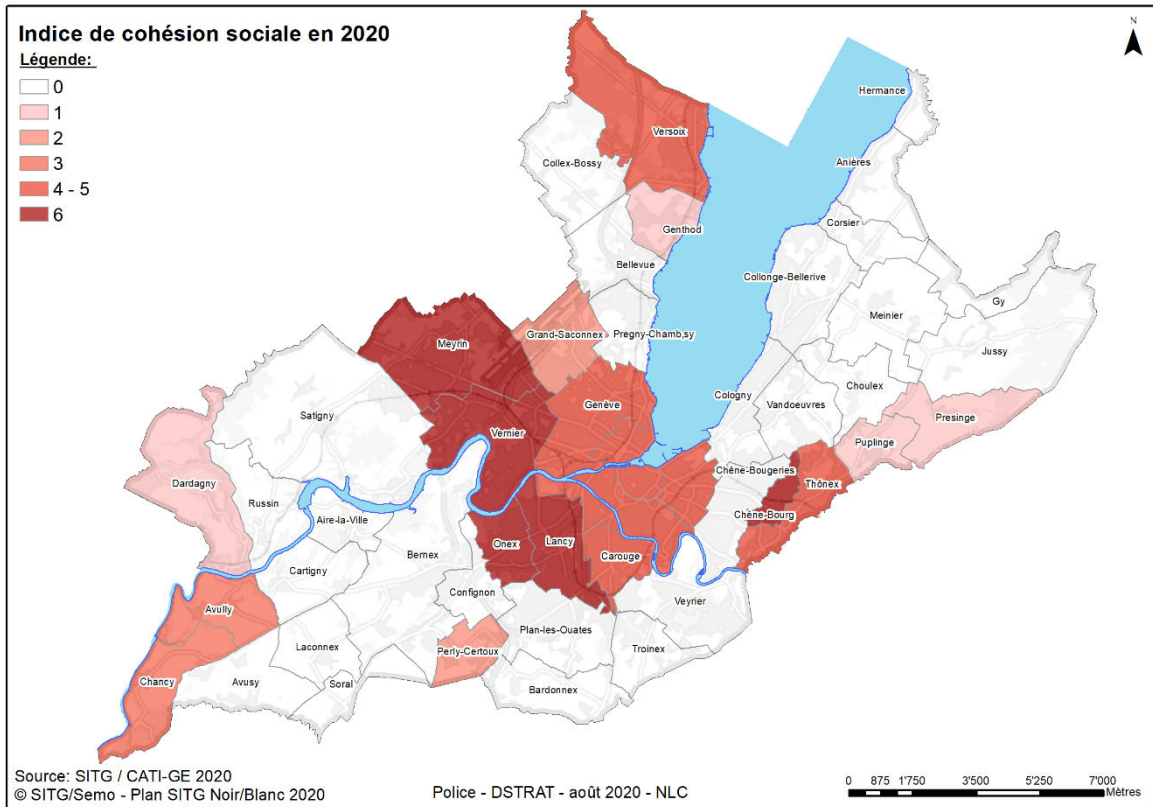 Indice de cohésion sociale en 2020
Légende:
0
1
2
3
4 - 5
6
N
Hermance
Versoix
Collex-Bossy
Anières
Corsier
Genthod
Bellevue
Collonge-Bellerive
Gy
Meinier
Grand-Saconnex
Pregny-Chamb,sy
Meyrin
Jussy
Choulex
Cologny
Genève
Vandoeuvres
Satigny
Presinge
Vernier
Puplinge
Chêne-Bougeries
Dardagny
Thônex
Russin
Chêne-Bourg
Aire-la-Ville
Onex
Lancy
Bernex
Carouge
Cartigny
Confignon
Veyrier
Avully
Plan-les-Ouates
Laconnex
Perly-Certoux
Troinex
Chancy
Avusy
Soral
Bardonnex
Source: SITG / CATI-GE 2020
© SITG/Semo - Plan SITG Noir/Blanc 2020
Police - DSTRAT - août 2020 - NLC
0 875 1'750 3'500 5'250 7'000
Mètres